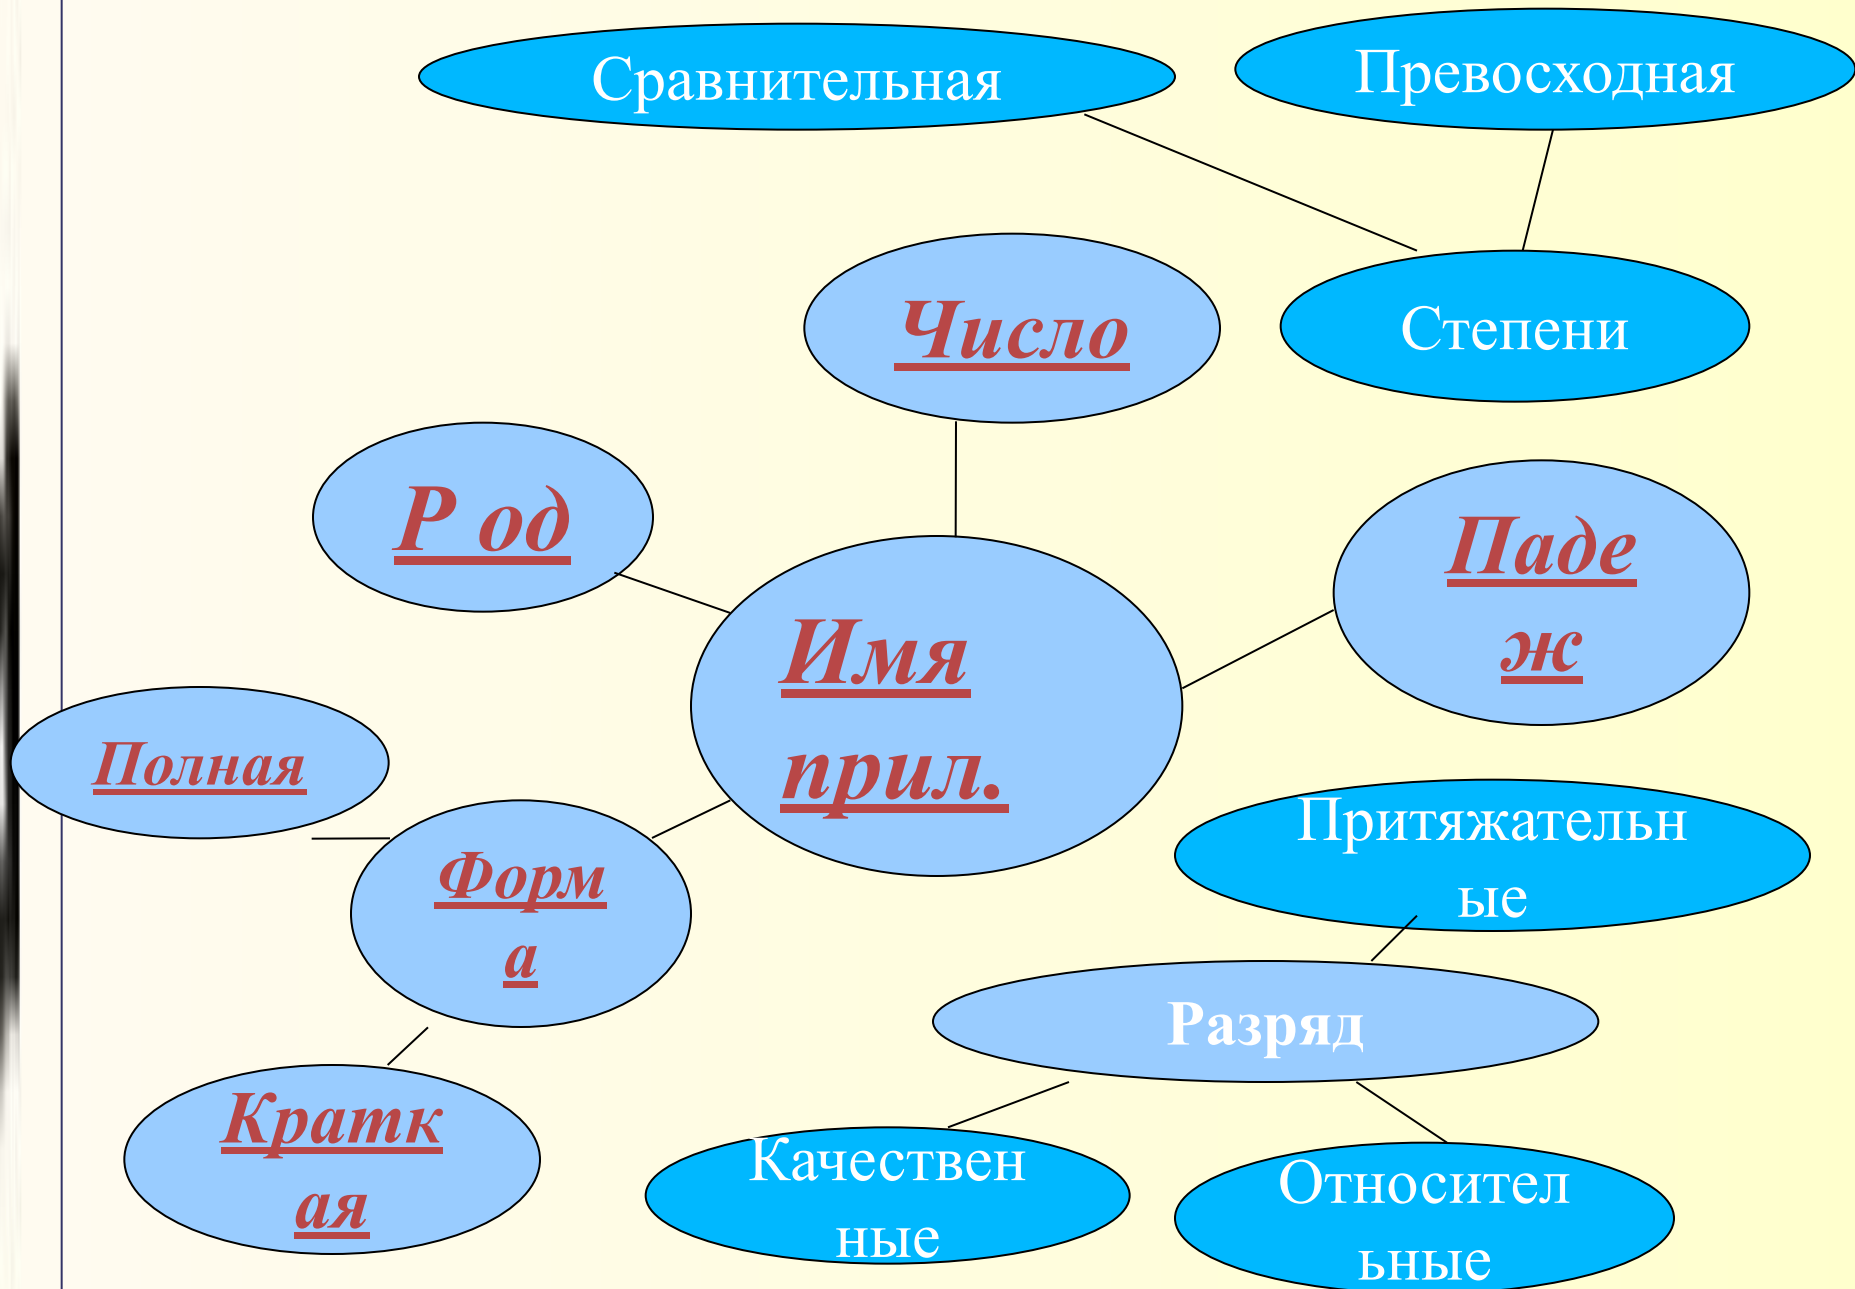 Сравнительная
Превосходная
Число
Степени
Р од
Паде
ж
Имя
прил.
Полная
Форм
а
Притяжательн
ые
Разряд
Кратк
ая
Качествен
ные
Относител
ьные